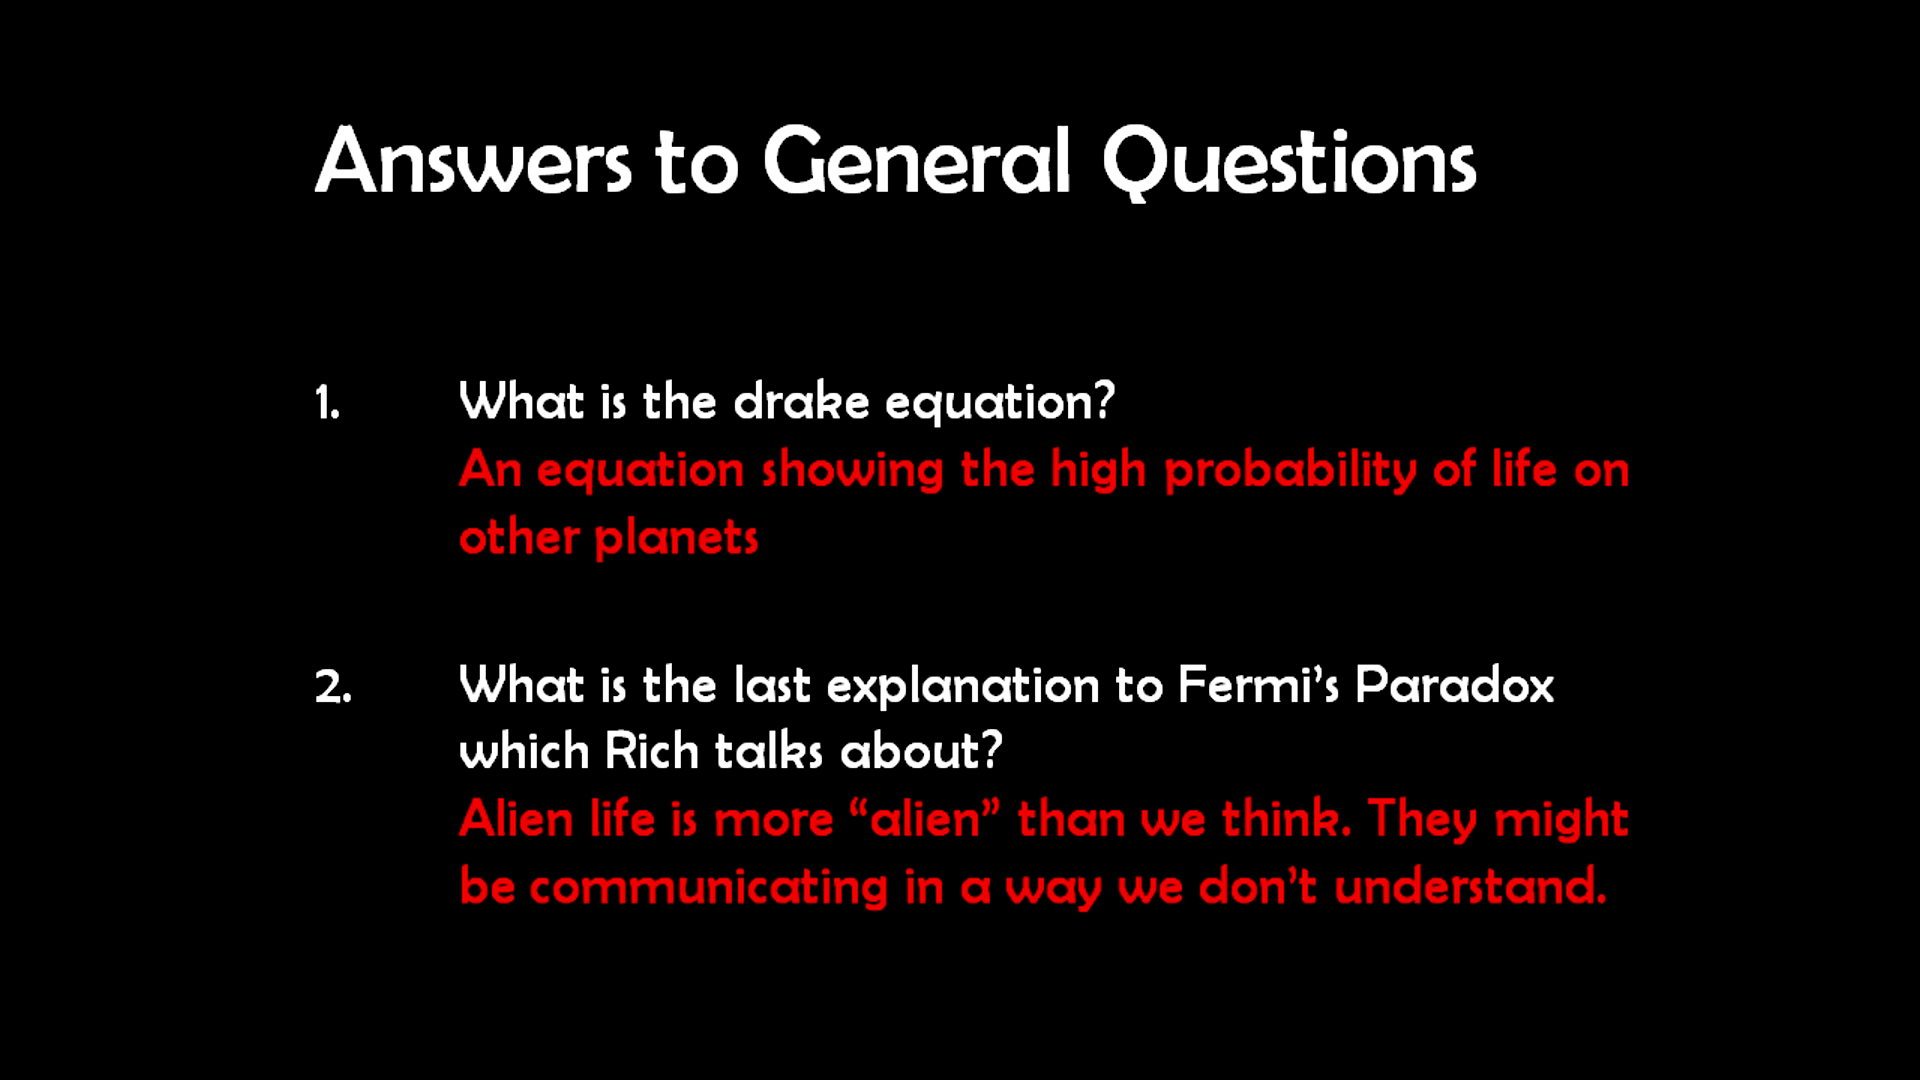 Answers to General Questions
1. What is the drake equation?
An equation showing the high probability of life on
other planets
2. What is the last explanation to Fermi’s Paradox
which Rich talks about?
Alien life is more “alien” than we think. They might
be communicating in a way we don’t understand.